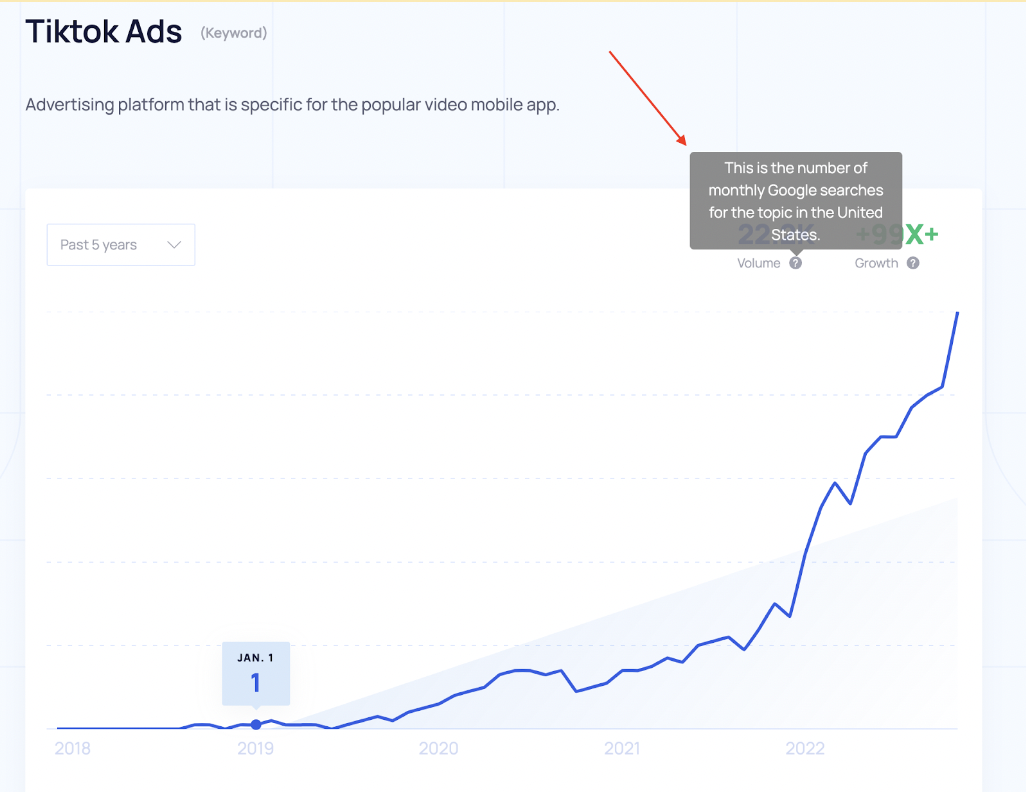 Tiktok Ads (Keyword)
Advertising platform that is specific for the popular video mobile app.
This is the number of
monthly Google searches
for the topic in the United
States.
Past 5 years
+99X+
Volume ?
Growth ?
JAN. 1
1
2018 2019 2020 2021 2022